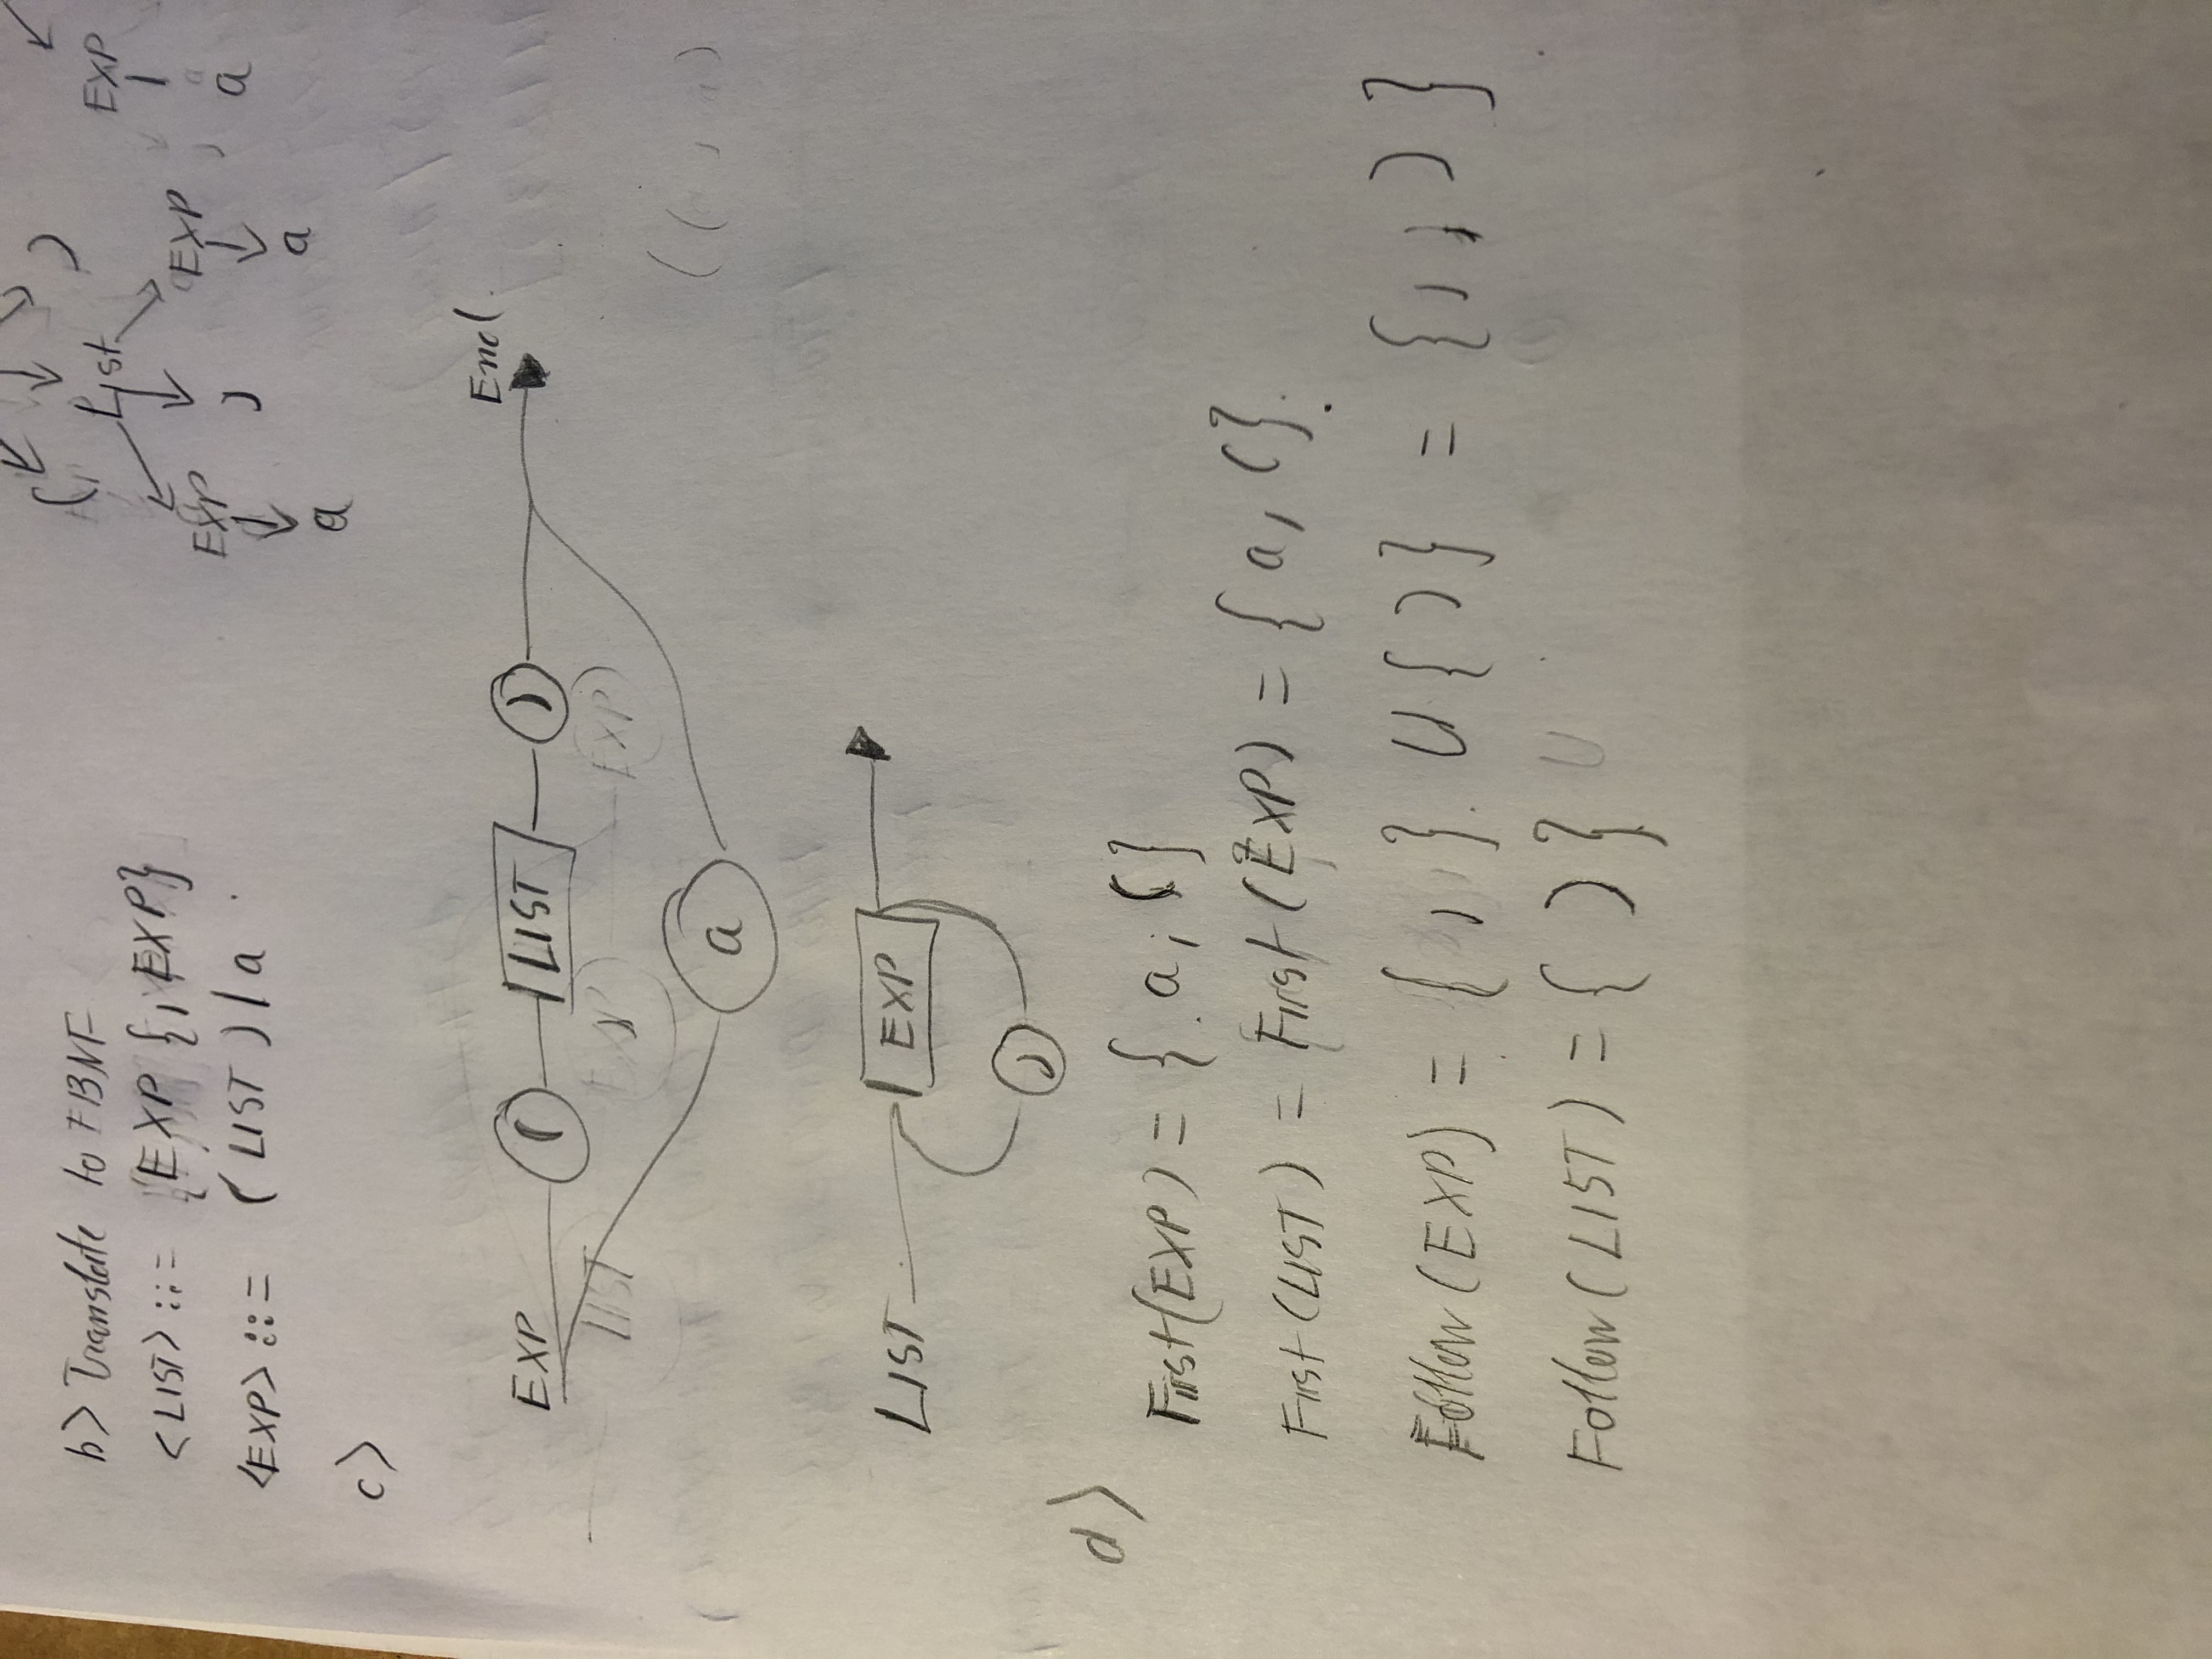 b> Translate to EBNF
<LIST> ::= EXP {, EXP}
<EXP> ::= ( LIST ) | a
( List )
EXP , EXP
a a
EXP
a
c>
EXP ( LIST ) End
a
LIST EXP
,
d>
First(EXP) = { a, ( }
First(LIST) = First(EXP) = { a, ( }.
Follow(EXP) = { , } U { ) } = { , , ) }
Follow(LIST) = { ) }